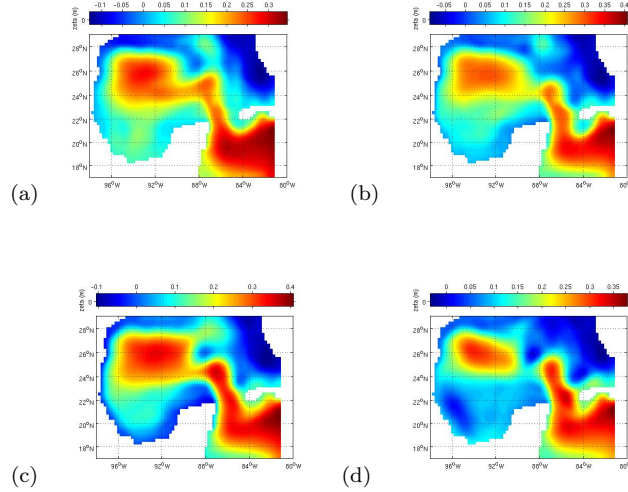 -0.1 -0.05 0 0.05 0.1 0.15 0.2 0.25 0.3
zeta (m) 0
28°N
26°N
24°N
22°N
20°N
18°N
96°W 92°W 88°W 84°W 80°W
(a)
-0.05 0 0.05 0.1 0.15 0.2 0.25 0.3 0.35 0.4
zeta (m) 0
28°N
26°N
24°N
22°N
20°N
18°N
96°W 92°W 88°W 84°W 80°W
(b)
-0.1 0 0.1 0.2 0.3 0.4
zeta (m) 0
28°N
26°N
24°N
22°N
20°N
18°N
96°W 92°W 88°W 84°W 80°W
(c)
0 0.05 0.1 0.15 0.2 0.25 0.3 0.35
zeta (m) 0
28°N
26°N
24°N
22°N
20°N
18°N
96°W 92°W 88°W 84°W 80°W
(d)